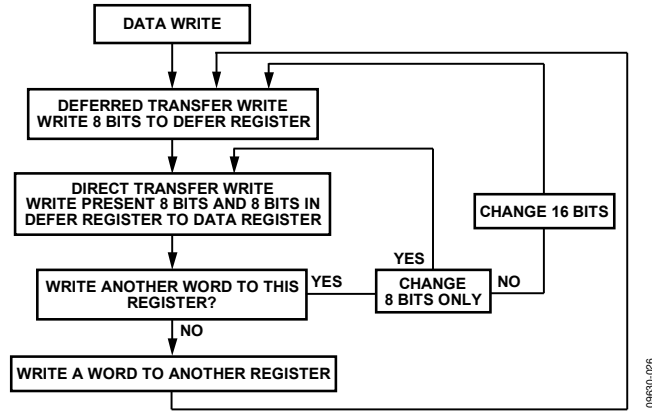 DATA WRITE
DEFERRED TRANSFER WRITE
WRITE 8 BITS TO DEFER REGISTER
DIRECT TRANSFER WRITE
WRITE PRESENT 8 BITS AND 8 BITS IN
DEFER REGISTER TO DATA REGISTER
CHANGE 16 BITS
WRITE ANOTHER WORD TO THIS
REGISTER?
YES
YES
CHANGE
8 BITS ONLY
NO
NO
WRITE A WORD TO ANOTHER REGISTER
09630-026